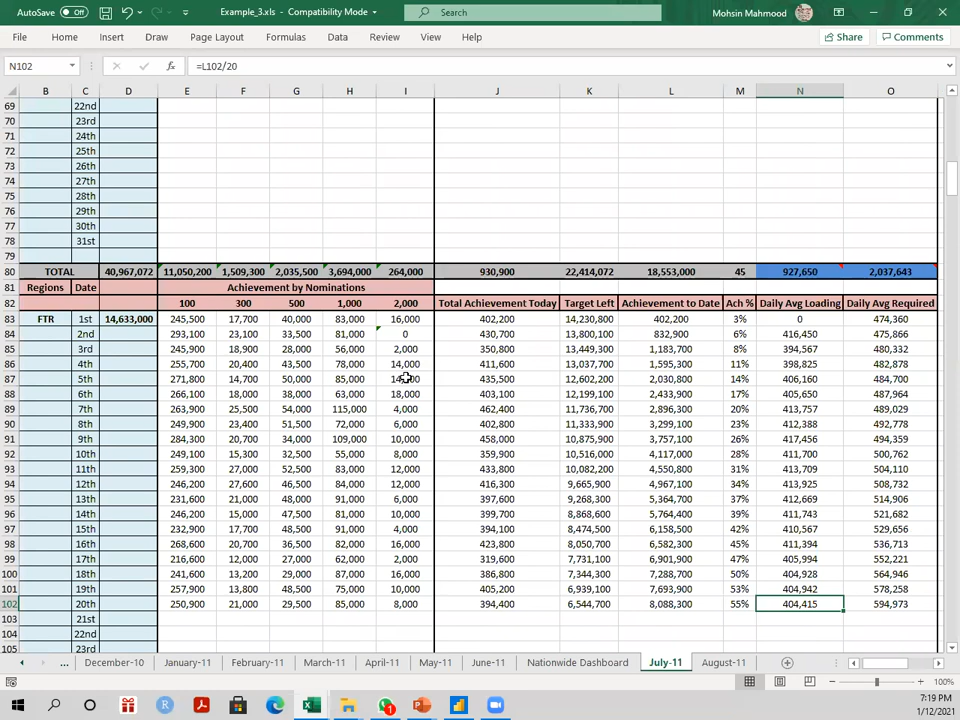 AutoSave Off Example_3.xls - Compatibility Mode Search Mohsin Mahmood
File Home Insert Draw Page Layout Formulas Data Review View Help Share Comments
N102 fx =L102/20
B C D E F G H I J K L M N O
69 22nd
70 23rd
71 24th
72 25th
73 26th
74 27th
75 28th
76 29th
77 30th
78 31st
79
80 TOTAL 40,967,072 11,050,200 1,509,300 2,035,500 3,694,000 264,000 930,900 22,414,072 18,553,000 45 927,650 2,037,643
81 Regions Date Achievement by Nominations
82 100 300 500 1,000 2,000 Total Achievement Today Target Left Achievement to Date Ach % Daily Avg Loading Daily Avg Required
83 FTR 1st 14,633,000 245,500 17,700 40,000 83,000 16,000 402,200 14,230,800 402,200 3% 0 474,360
84 2nd 293,100 23,100 33,500 81,000 0 430,700 13,800,100 832,900 6% 416,450 475,866
85 3rd 245,900 18,900 28,000 56,000 2,000 350,800 13,449,300 1,183,700 8% 394,567 480,332
86 4th 255,700 20,400 43,500 78,000 14,000 411,600 13,037,700 1,595,300 11% 398,825 482,878
87 5th 271,800 14,700 50,000 85,000 435,500 12,602,200 2,030,800 14% 406,160 484,700
88 6th 266,100 18,000 38,000 63,000 18,000 403,100 12,199,100 2,433,900 17% 405,650 487,964
89 7th 263,900 25,500 54,000 115,000 4,000 462,400 11,736,700 2,896,300 20% 413,757 489,029
90 8th 249,900 23,400 51,500 72,000 6,000 402,800 11,333,900 3,299,100 23% 412,388 492,778
91 9th 284,300 20,700 34,000 109,000 10,000 458,000 10,875,900 3,757,100 26% 417,456 494,359
92 10th 249,100 15,300 32,500 55,000 8,000 359,900 10,516,000 4,117,000 28% 411,700 500,762
93 11th 259,300 27,000 52,500 83,000 12,000 433,800 10,082,200 4,550,800 31% 413,709 504,110
94 12th 246,200 27,600 46,500 84,000 12,000 416,300 9,665,900 4,967,100 34% 413,925 508,732
95 13th 231,600 21,000 48,000 91,000 6,000 397,600 9,268,300 5,364,700 37% 412,669 514,906
96 14th 246,200 15,000 47,500 81,000 10,000 399,700 8,868,600 5,764,400 39% 411,743 521,682
97 15th 232,900 17,700 48,500 91,000 4,000 394,100 8,474,500 6,158,500 42% 410,567 529,656
98 16th 268,600 20,700 36,500 82,000 16,000 423,800 8,050,700 6,582,300 45% 411,394 536,713
99 17th 216,600 12,000 27,000 62,000 2,000 319,600 7,731,100 6,901,900 47% 405,994 552,221
100 18th 241,600 13,200 29,000 87,000 16,000 386,800 7,344,300 7,288,700 50% 404,928 564,946
101 19th 257,900 13,800 48,500 75,000 10,000 405,200 6,939,100 7,693,900 53% 404,942 578,258
102 20th 250,900 21,000 29,500 85,000 8,000 394,400 6,544,700 8,088,300 55% 404,415 594,973
103 21st
104 22nd
105 23rd
... December-10 January-11 February-11 March-11 April-11 May-11 June-11 Nationwide Dashboard July-11 August-11
100%
7:19 PM
1/12/2021